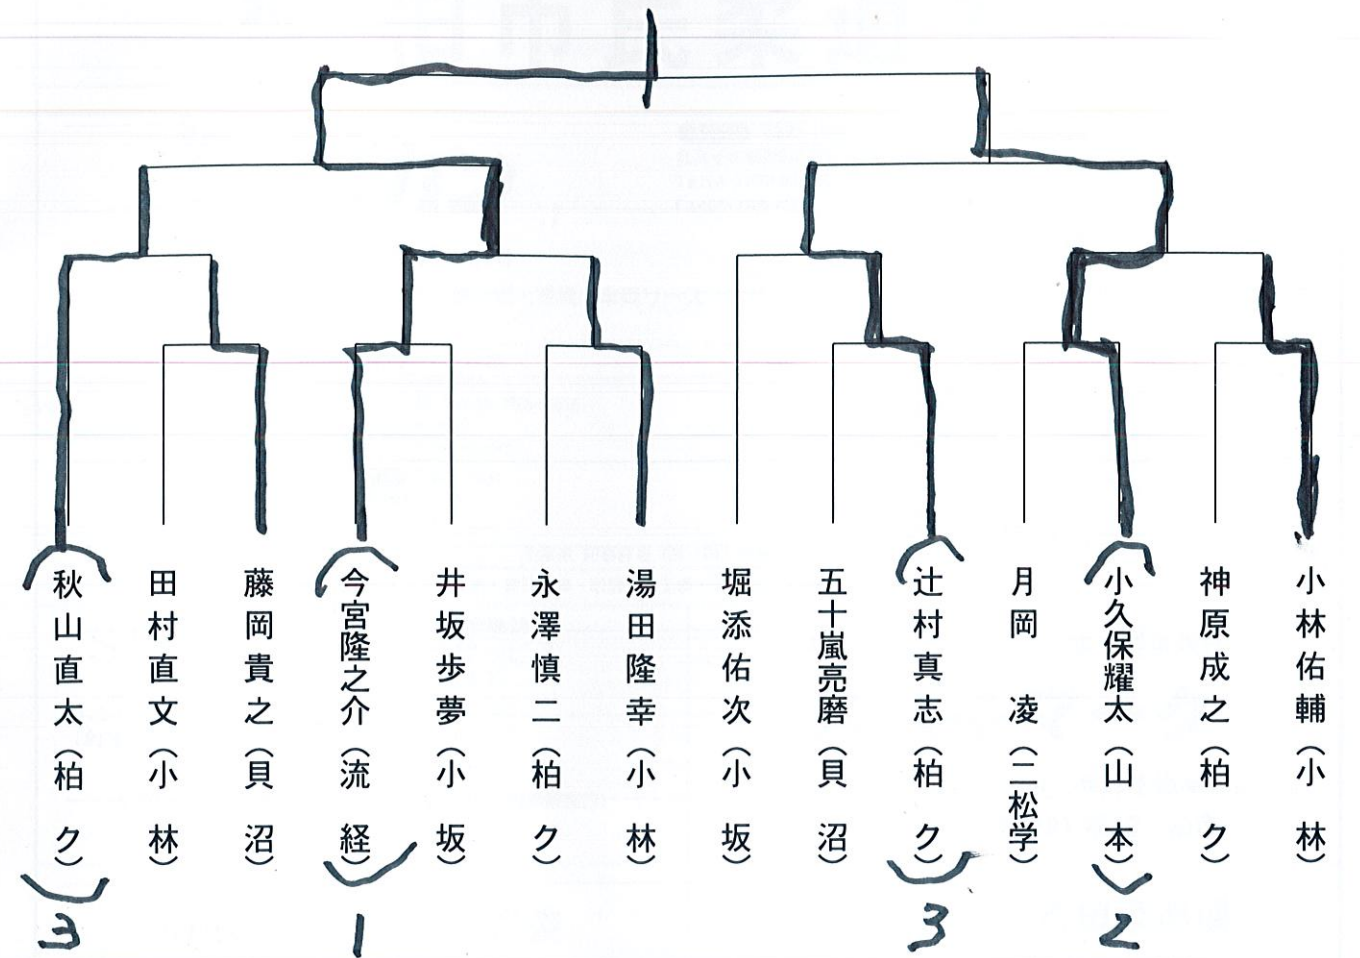 秋山直太（柏ク）
田村直文（小林）
藤岡貴之（貝沼）
今宮隆之介（流経）
井坂歩夢（小坂）
永澤慎二（柏ク）
湯田隆幸（小林）
堀添佑次（小坂）
五十嵐亮磨（貝沼）
辻村真志（柏ク）
月岡　凌（二松学）
小久保耀太（山本）
神原成之（柏ク）
小林佑輔（小林）
3
1
3
2